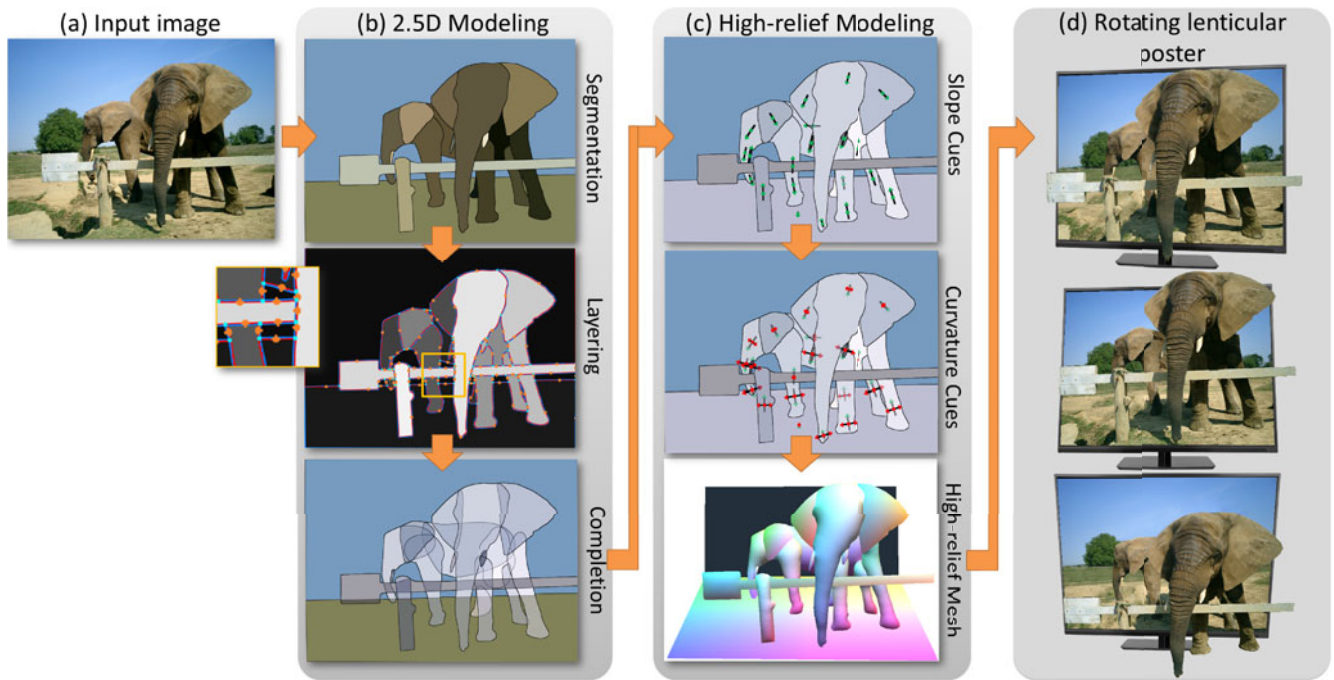 (a) Input image
(b) 2.5D Modeling
Segmentation
Layering
Completion
(c) High-relief Modeling
Slope Cues
Curvature Cues
High-relief Mesh
(d) Rotating lenticular
poster